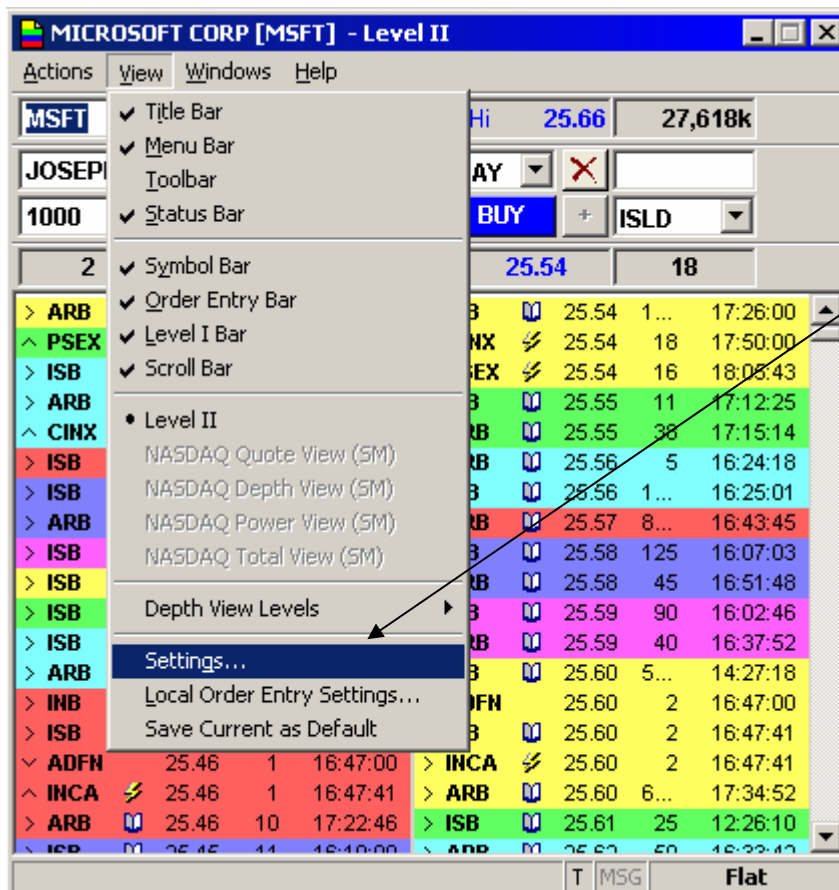 MICROSOFT CORP [MSFT] - Level II
Actions View Windows Help
MSFT Hi 25.66 27,618k
Title Bar
Menu Bar
JOSEP AY
Toolbar
1000 Status Bar BUY + ISLD
2 Symbol Bar 25.54 18
Order Entry Bar
> ARB 25.54 1... 17:26:00
^ PSEX Level I Bar NX 25.54 18 17:50:00
> ISB Scroll Bar EX 25.54 16 18:05:43
> ARB 25.55 11 17:12:25
^ CINX Level II RB 25.55 38 17:15:14
> ISB NASDAQ Quote View (SM) RB 25.56 5 16:24:18
> ISB NASDAQ Depth View (SM) 25.56 1... 16:25:01
> ARB NASDAQ Power View (SM) RB 25.57 8... 16:43:45
> ISB NASDAQ Total View (SM) 25.58 125 16:07:03
> ISB 25.58 45 16:51:48
> ISB Depth View Levels 25.59 90 16:02:46
> ISB RB 25.59 40 16:37:52
> ARB Settings... 25.60 5... 14:27:18
> INB Local Order Entry Settings... FN 25.60 2 16:47:00
> ISB Save Current as Default 25.60 2 16:47:41
v ADFN 25.46 1 16:47:00 > INCA 25.60 2 16:47:41
^ INCA 25.46 1 16:47:41 > ARB 25.60 6... 17:34:52
> ARB 25.46 10 17:22:46 > ISB 25.61 25 12:26:10
T MSG Flat